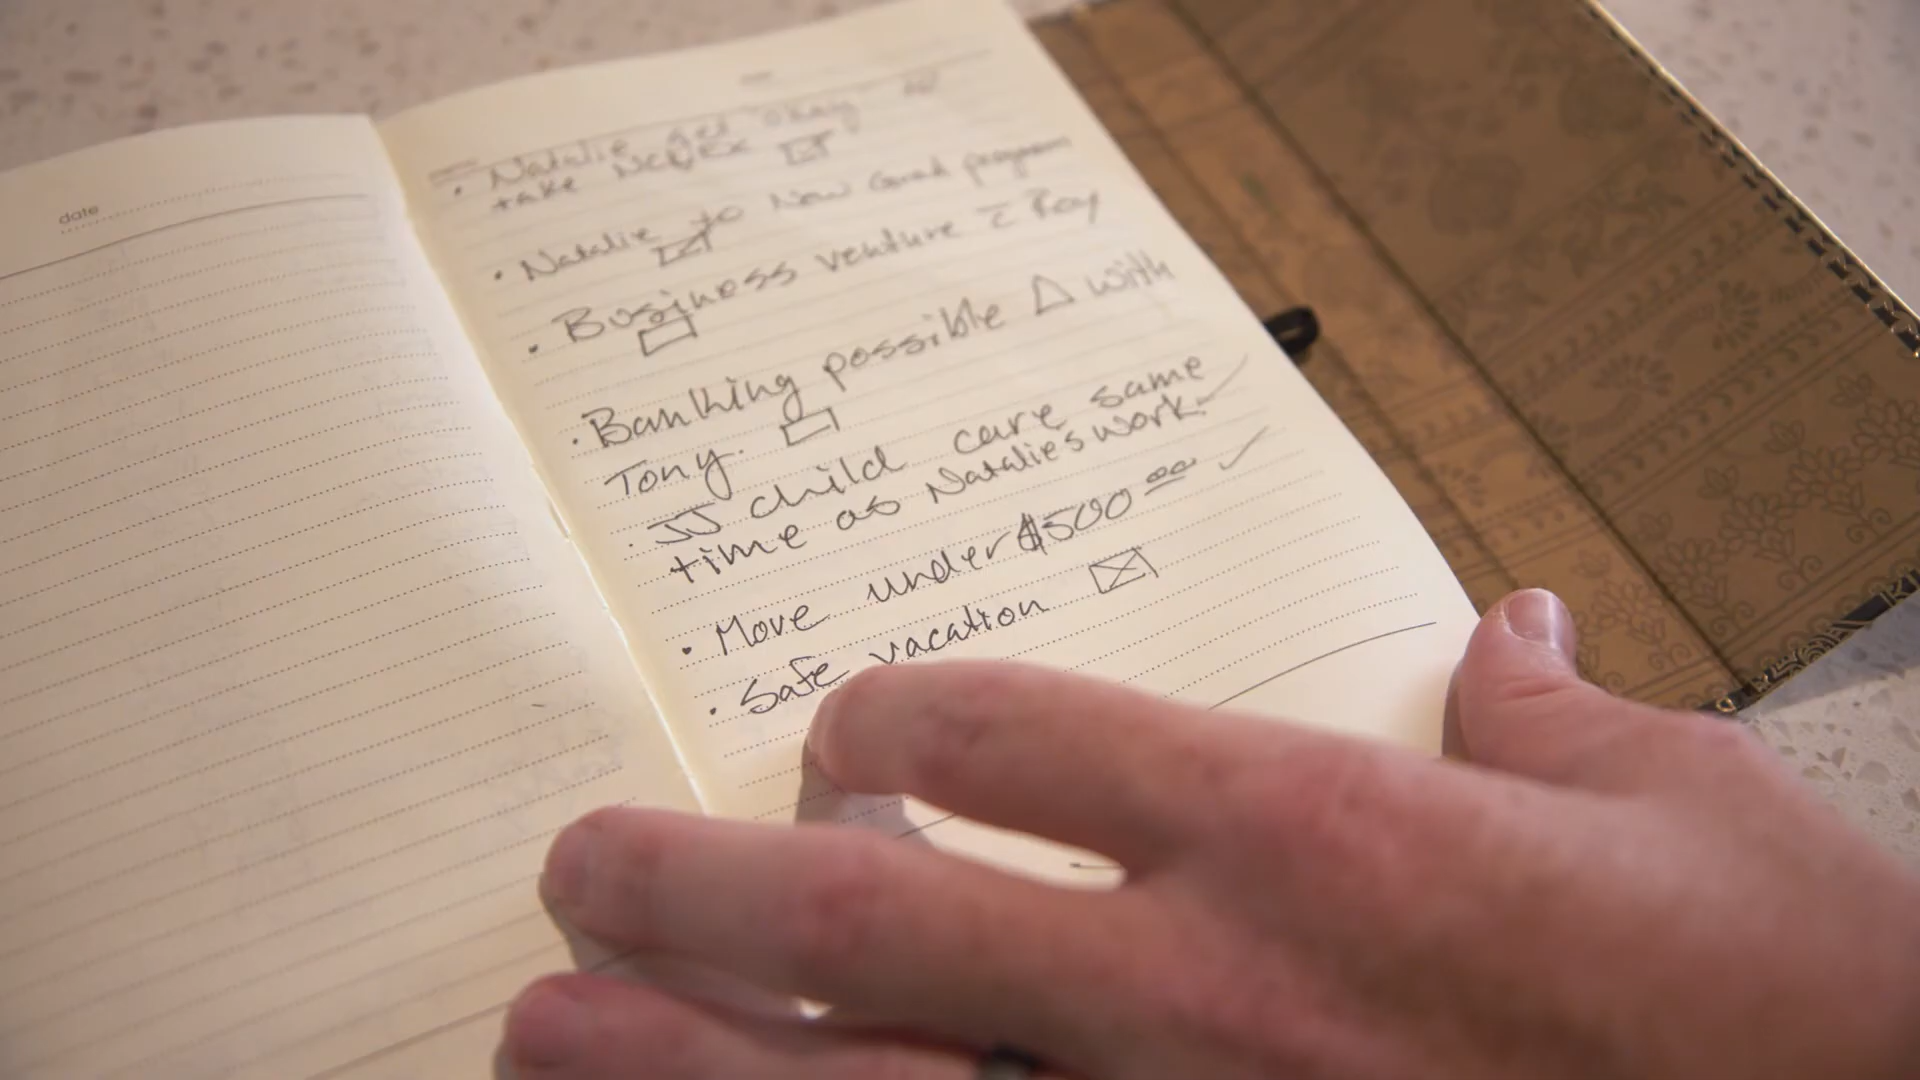 date
• Natalie get "okay" to
take NCLEX
• Natalie to New Grad program
• Business venture c̄ Roy
• Banking possible Δ with
Tony.
• JJ child care same
time as Natalie's work. ✓
• Move under $500 00 ✓
• Safe vacation